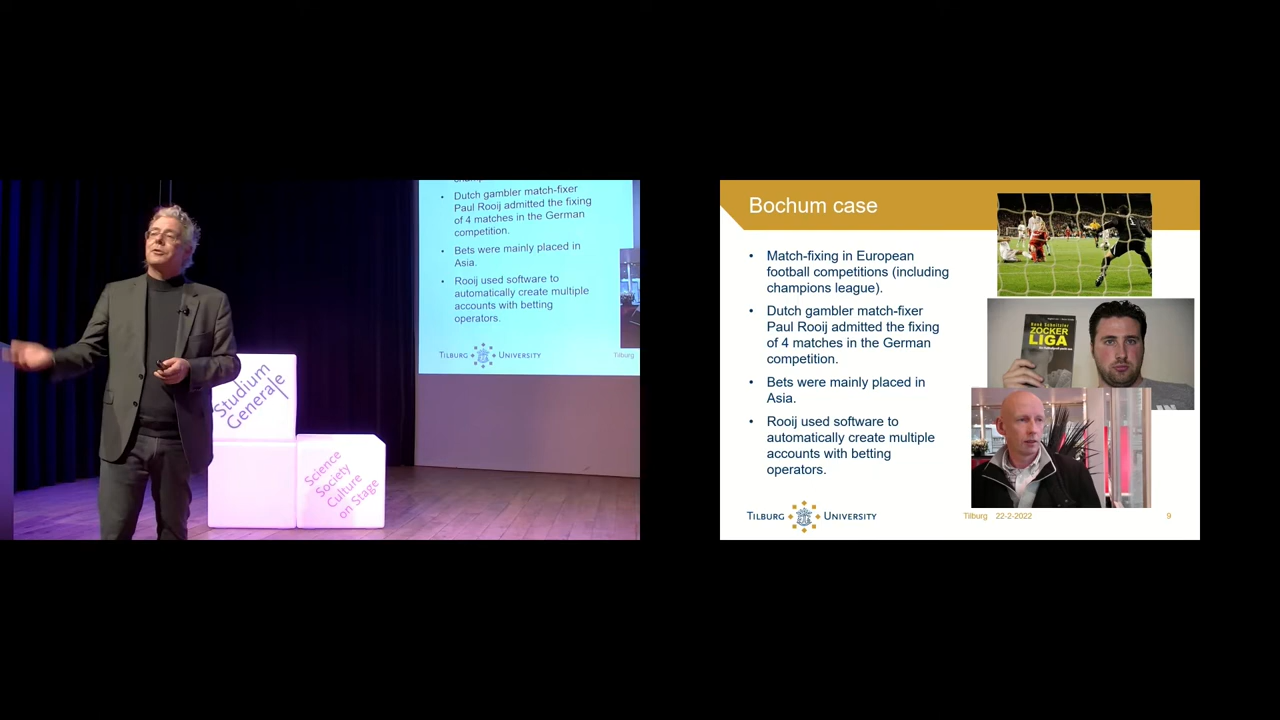 Dutch gambler match-fixer
Paul Rooij admitted the fixing
of 4 matches in the German
competition.
Bets were mainly placed in
Asia.
Rooij used software to
automatically create multiple
accounts with betting
operators.
TILBURG UNIVERSITY
Tilburg
Studium
Generale
Science
Society
Culture
on Stage
Bochum case
• Match-fixing in European
football competitions (including
champions league).
• Dutch gambler match-fixer
Paul Rooij admitted the fixing
of 4 matches in the German
competition.
• Bets were mainly placed in
Asia.
• Rooij used software to
automatically create multiple
accounts with betting
operators.
ZOCKER
LIGA
TILBURG UNIVERSITY
Tilburg 22-2-2022
9